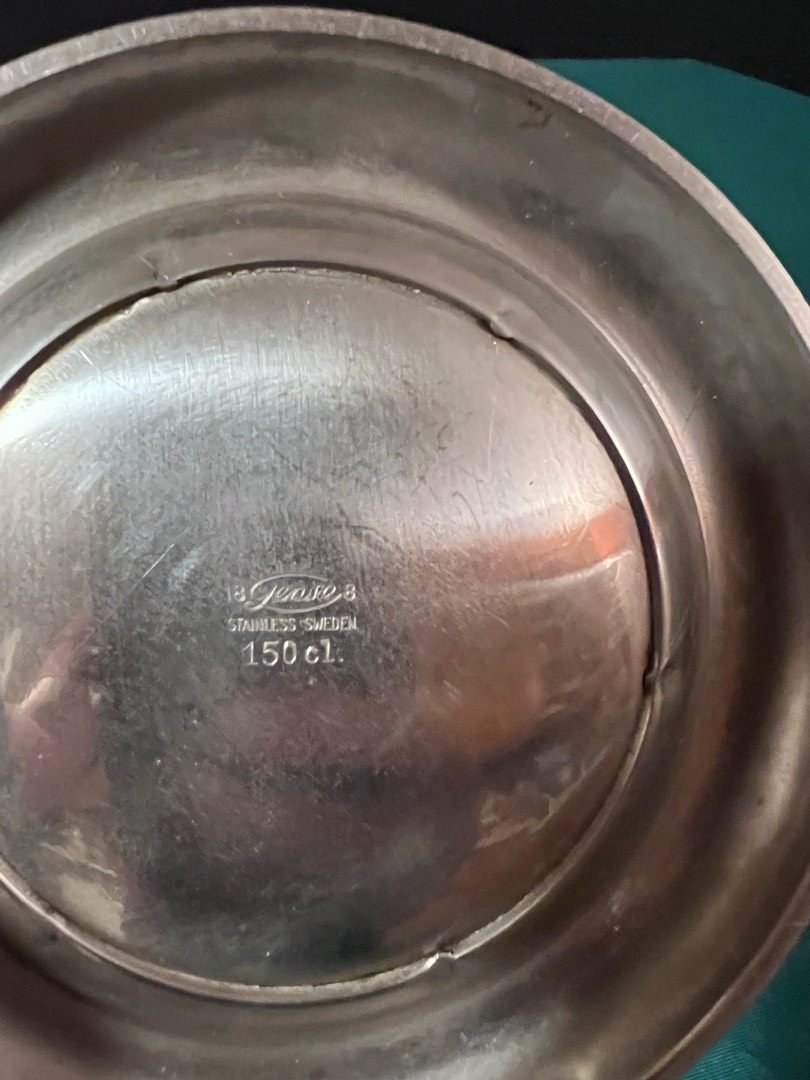 18 Gense 8
STAINLESS SWEDEN
150 cl.